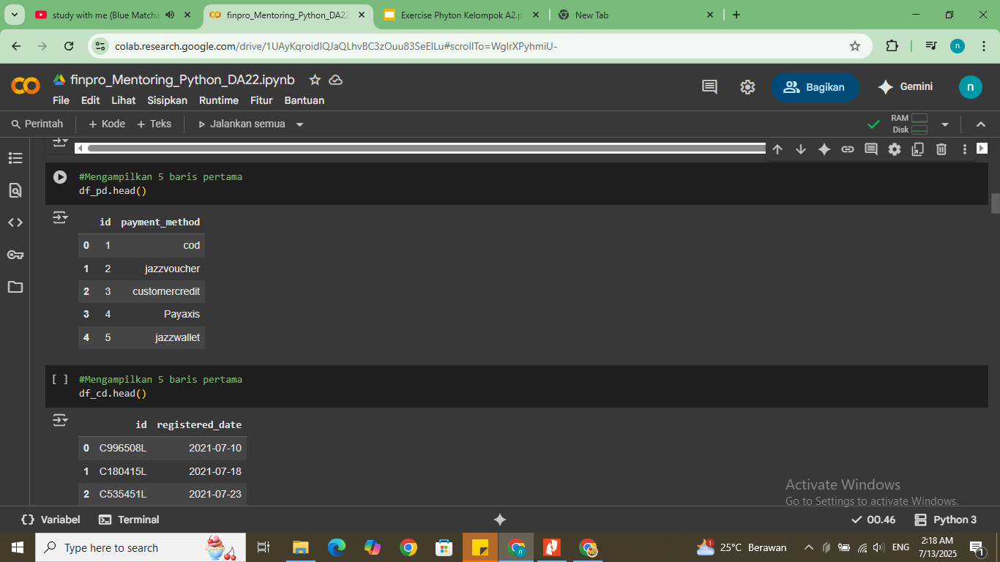 study with me (Blue Matcha
finpro_Mentoring_Python_DA22
Exercise Phyton Kelompok A2.p
New Tab
colab.research.google.com/drive/1UAyKqroidIQJaQLhvBC3zOuu83SeEILu#scrollTo=WglrXPyhmiU-
n
finpro_Mentoring_Python_DA22.ipynb
File Edit Lihat Sisipkan Runtime Fitur Bantuan
Bagikan
Gemini
n
Perintah
+ Kode + Teks
Jalankan semua
RAM
Disk
#Mengampilkan 5 baris pertama
df_pd.head()
id payment_method
0 1 cod
1 2 jazzvoucher
2 3 customercredit
3 4 Payaxis
4 5 jazzwallet
[ ] #Mengampilkan 5 baris pertama
df_cd.head()
id registered_date
0 C996508L 2021-07-10
1 C180415L 2021-07-18
2 C535451L 2021-07-23
Activate Windows
Go to Settings to activate Windows.
Variabel
Terminal
00.46
Python 3
Type here to search
n
1
25°C Berawan
ENG
2:18 AM
7/13/2025
1